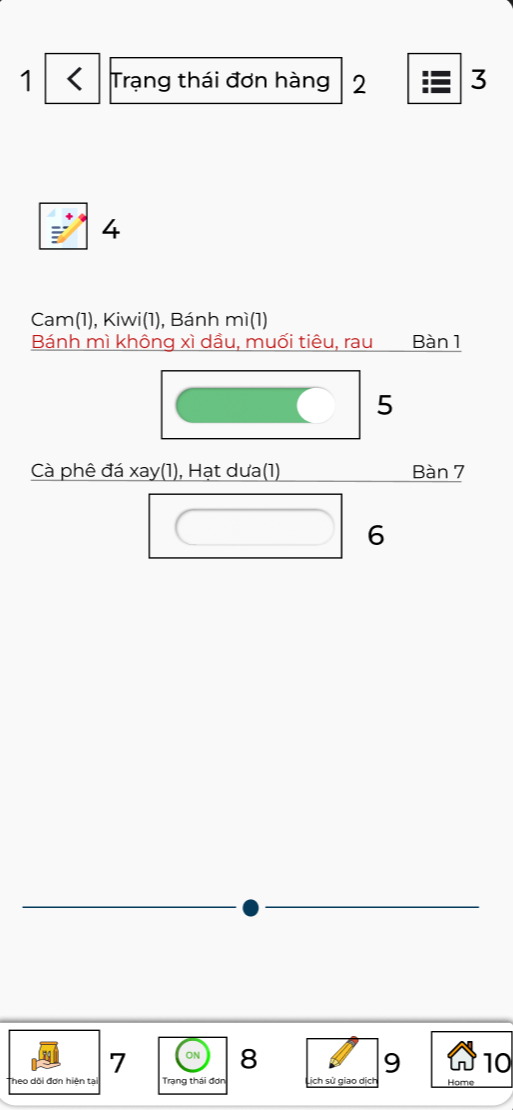 1
Trạng thái đơn hàng
2
3
4
Cam(1), Kiwi(1), Bánh mì(1)
Bánh mì không xì dầu, muối tiêu, rau Bàn 1
5
Cà phê đá xay(1), Hạt dưa(1) Bàn 7
6
ON
Theo dõi đơn hiện tại 7 Trạng thái đơn 8 Lịch sử giao dịch 9 Home 10